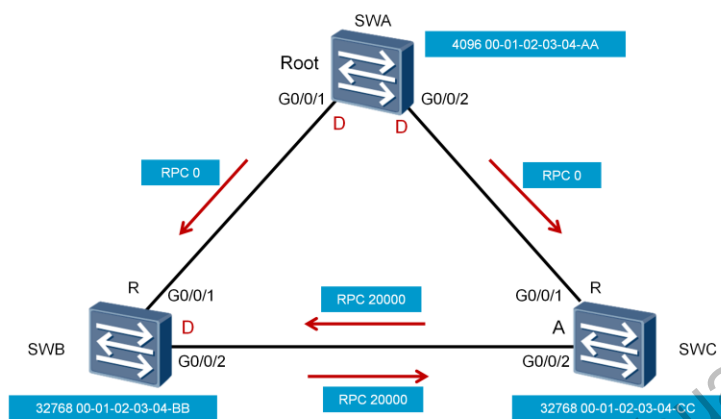 SWA
4096 00-01-02-03-04-AA
Root
G0/0/1
G0/0/2
D
D
RPC 0
RPC 0
R
G0/0/1
RPC 20000
G0/0/1
R
D
A
SWB
G0/0/2
G0/0/2
SWC
RPC 20000
32768 00-01-02-03-04-BB
32768 00-01-02-03-04-CC